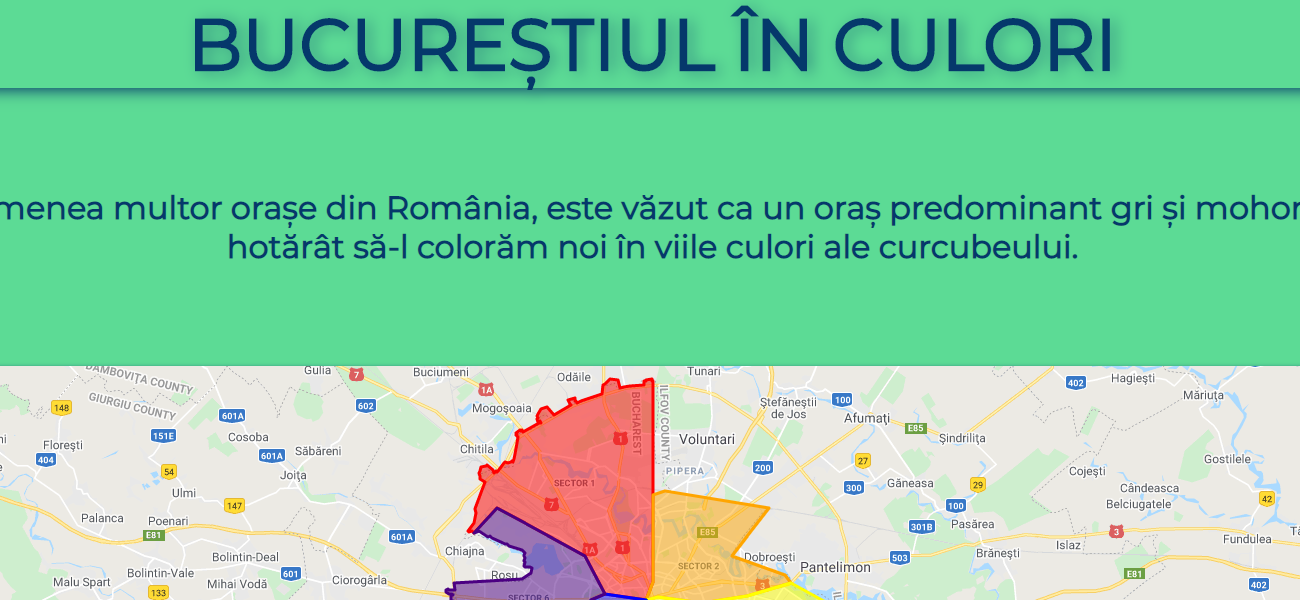 BUCUREȘTIUL ÎN CULORI
menea multor orașe din România, este văzut ca un oraș predominant gri și mohor
hotărât să-l colorăm noi în viile culori ale curcubeului.
DÂMBOVIȚA COUNTY
GIURGIU COUNTY
Gulia
7
Buciumeni
Odăile
Tunari
402
Hagiești
Măriuța
1A
Mogoșoaia
BUCHAREST
ILFOV COUNTY
Ștefăneștii
de Jos
100
Afumați
148
601A
602
151E
Cosoba
Florești
404
601A
Săbăreni
Chitila
1
Voluntari
E85
Șindrilița
54
Joița
PIPERA
200
27
Cojești
Gostilele
Ulmi
SECTOR 1
300
Găneasa
29
Cândeasca
Belciugatele
42
147
7
100
Palanca
Poenari
E81
601A
E85
301B
Pasărea
3
Fundulea
Chiajna
1A
1
Islaz
Brănești
Bolintin-Deal
Dobroești
503
Pantelimon
Bolintin-Vale
601
Ciorogârla
Roșu
SECTOR 2
E81
402
Malu Spart
Mihai Vodă
133
SECTOR 6
3